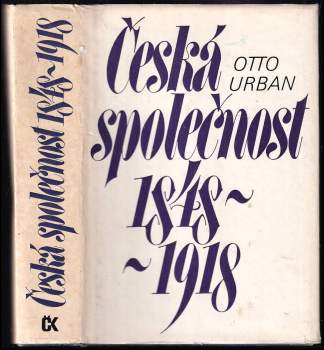 Česká společnost 1848~1918
ČK
Česká
OTTO
URBAN
společnost
1848~
~1918